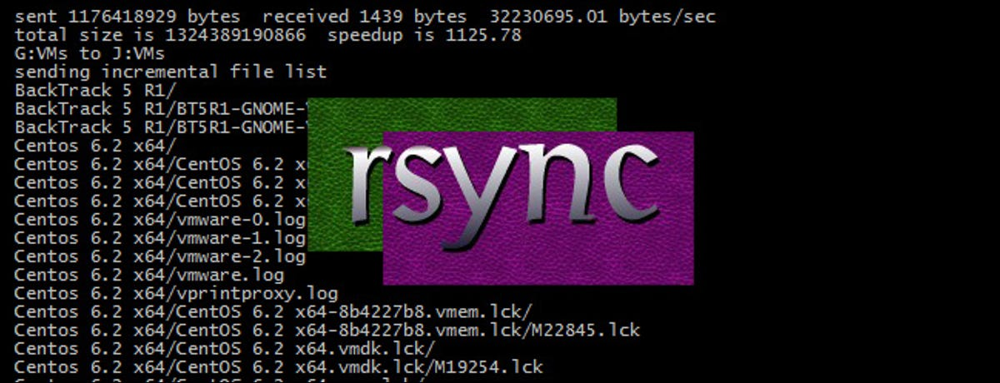 sent 1176418929 bytes  received 1439 bytes  32230695.01 bytes/sec
total size is 1324389190866  speedup is 1125.78
G:VMs to J:VMs
sending incremental file list
BackTrack 5 R1/
BackTrack 5 R1/BT5R1-GNOME-
BackTrack 5 R1/BT5R1-GNOME-
Centos 6.2 x64/
Centos 6.2 x64/CentOS 6.2 x
Centos 6.2 x64/CentOS 6.2 x
Centos 6.2 x64/CentOS 6.2 x
Centos 6.2 x64/vmware-0.log
Centos 6.2 x64/vmware-1.log
Centos 6.2 x64/vmware-2.log
Centos 6.2 x64/vmware.log
Centos 6.2 x64/vprintproxy.log
Centos 6.2 x64/CentOS 6.2 x64-8b4227b8.vmem.lck/
Centos 6.2 x64/CentOS 6.2 x64-8b4227b8.vmem.lck/M22845.lck
Centos 6.2 x64/CentOS 6.2 x64.vmdk.lck/
Centos 6.2 x64/CentOS 6.2 x64.vmdk.lck/M19254.lck
rsync